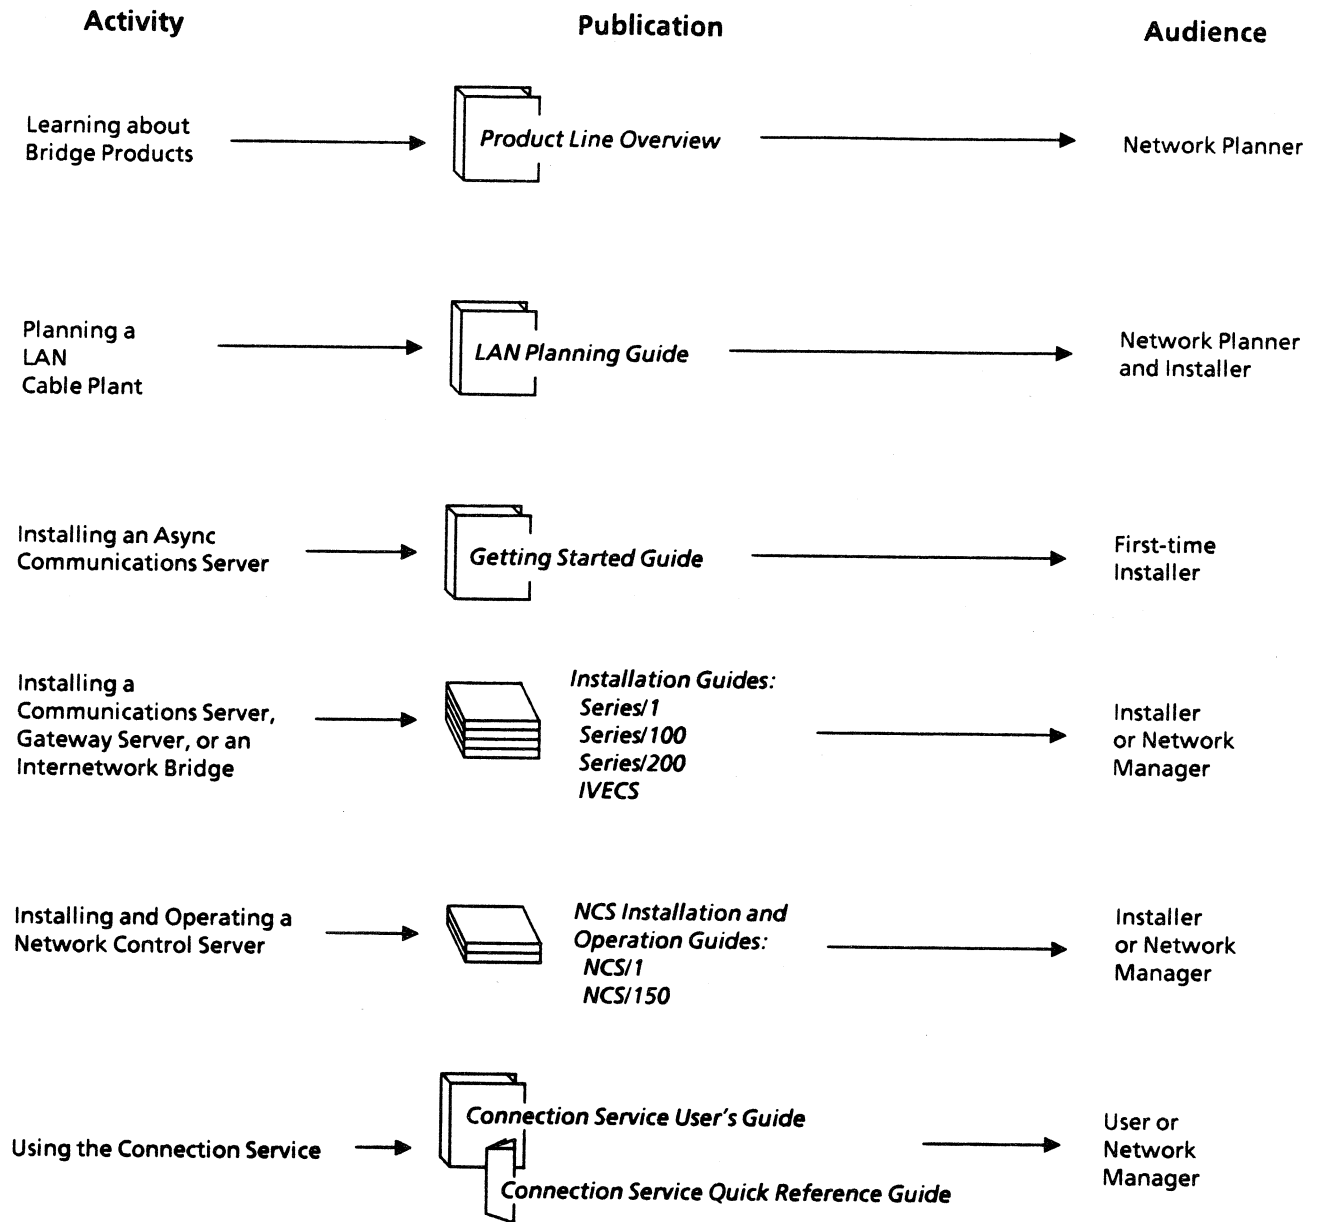 Activity
Publication
Audience
Learning about
Bridge Products
Product Line Overview
Network Planner
Planning a
LAN
Cable Plant
LAN Planning Guide
Network Planner
and Installer
Installing an Async
Communications Server
Getting Started Guide
First-time
Installer
Installing a
Communications Server,
Gateway Server, or an
Internetwork Bridge
Installation Guides:
Series/1
Series/100
Series/200
IVECS
Installer
or Network
Manager
Installing and Operating a
Network Control Server
NCS Installation and
Operation Guides:
NCS/1
NCS/150
Installer
or Network
Manager
Using the Connection Service
Connection Service User's Guide
Connection Service Quick Reference Guide
User or
Network
Manager